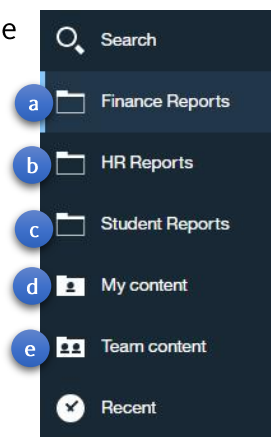 e
Search
a Finance Reports
b HR Reports
c Student Reports
d My content
e Team content
Recent